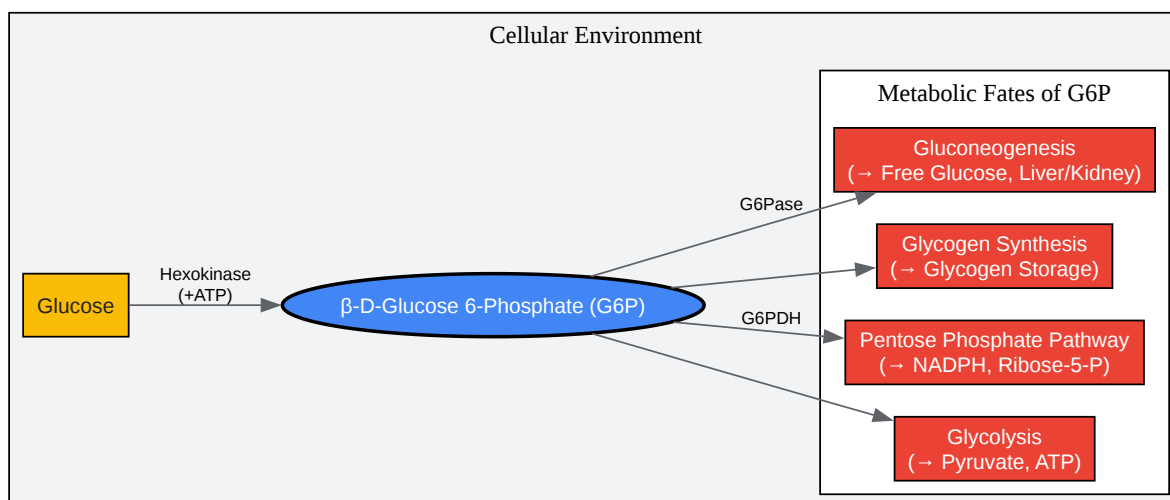 Cellular Environment
Metabolic Fates of G6P
Gluconeogenesis
(→ Free Glucose, Liver/Kidney)
G6Pase
Glycogen Synthesis
(→ Glycogen Storage)
Hexokinase
(+ATP)
Glucose
β-D-Glucose 6-Phosphate (G6P)
G6PDH
Pentose Phosphate Pathway
(→ NADPH, Ribose-5-P)
Glycolysis
(→ Pyruvate, ATP)